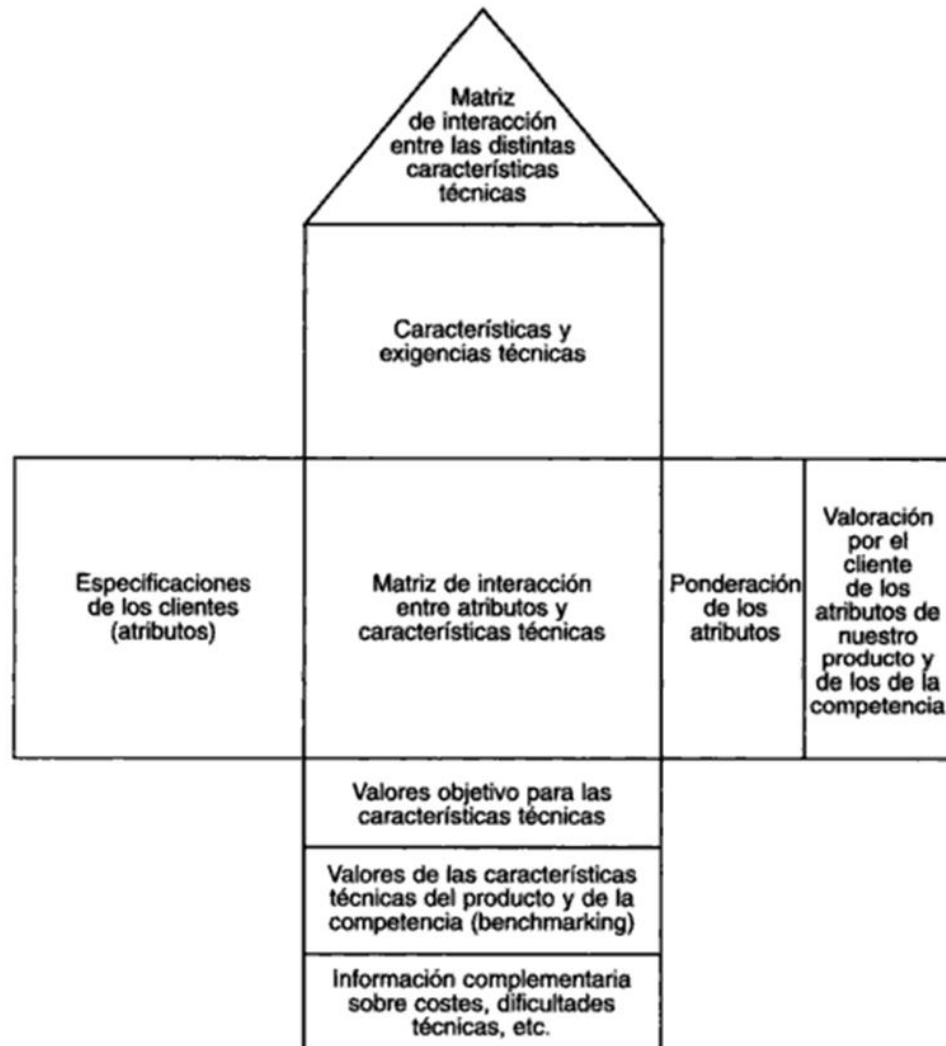 Matriz
de interacción
entre las distintas
características
técnicas
Características y
exigencias técnicas
Especificaciones
de los clientes
(atributos)
Matriz de interacción
entre atributos y
características técnicas
Ponderación
de los
atributos
Valoración
por el
cliente
de los
atributos de
nuestro
producto y
de los de la
competencia
Valores objetivo para las
características técnicas
Valores de las características
técnicas del producto y de la
competencia (benchmarking)
Información complementaria
sobre costes, dificultades
técnicas, etc.